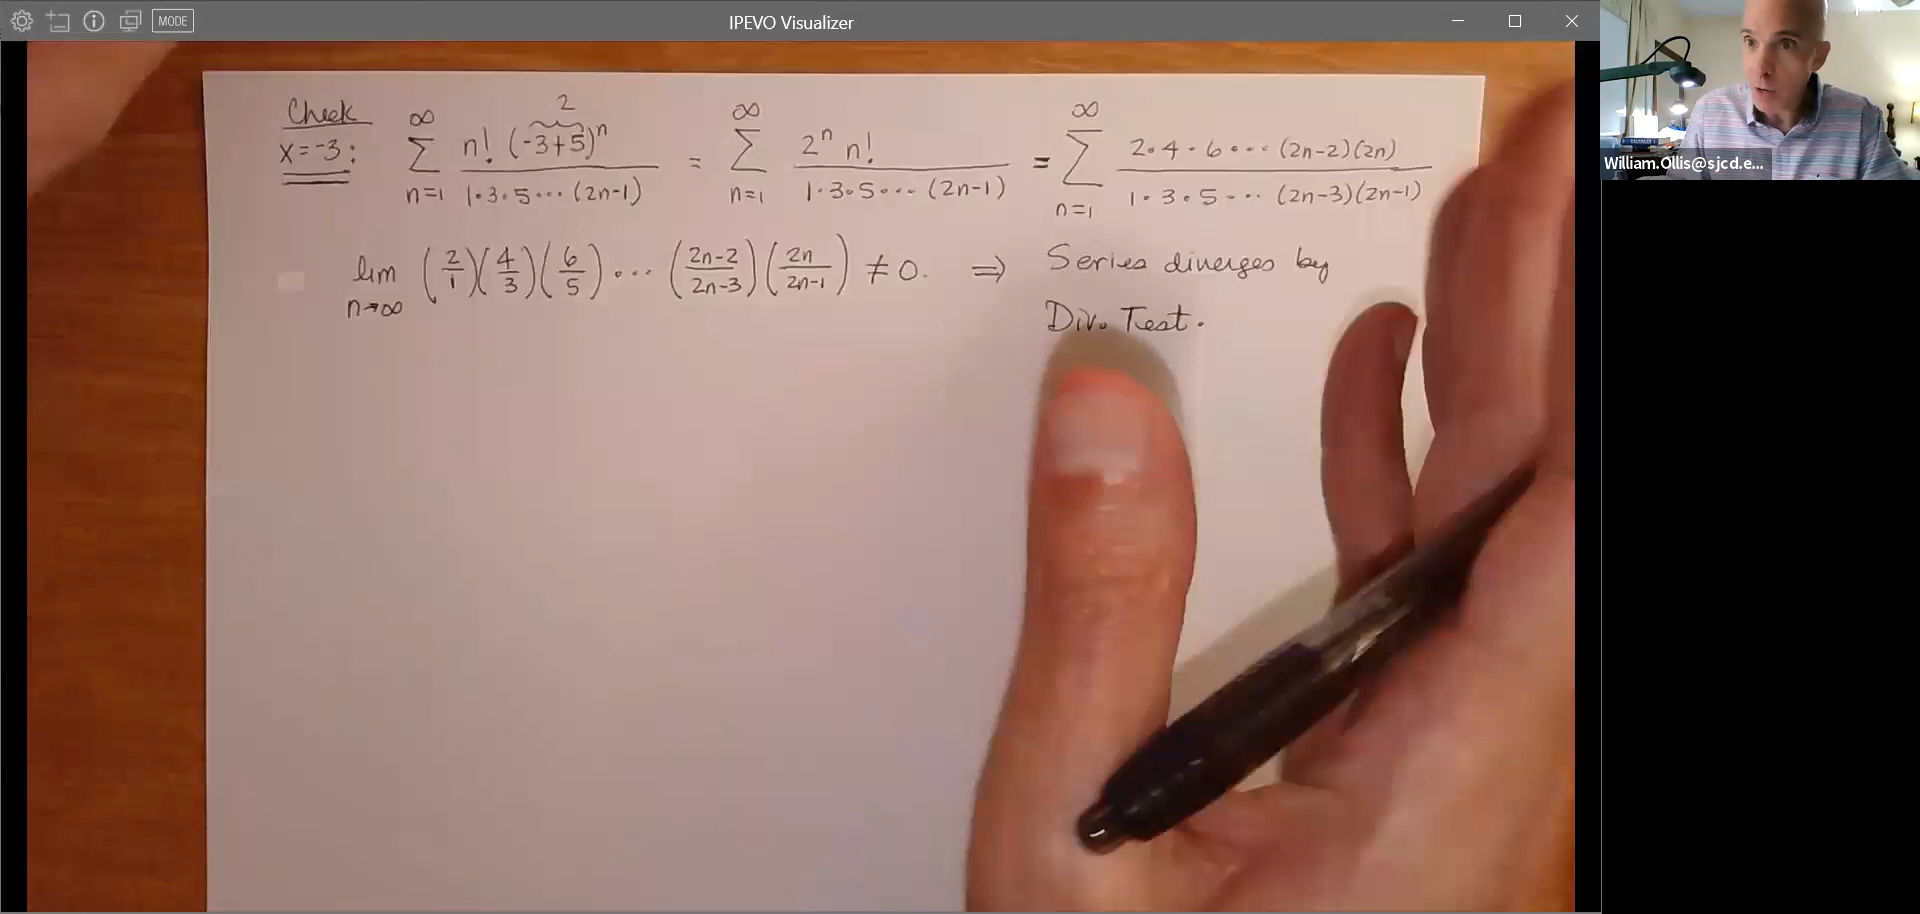 MODE
IPEVO Visualizer
William.Ollis@sjcd.e...
Check x = -3: ∞ Σ n=1 n! (-3+5)^n / 1·3·5··· (2n-1) = ∞ Σ n=1 2^n n! / 1·3·5··· (2n-1) = ∞ Σ n=1 2·4·6··· (2n-2)(2n) / 1·3·5··· (2n-3)(2n-1)
2
lim n→∞ (2/1)(4/3)(6/5)··· (2n-2/2n-3)(2n/2n-1) ≠ 0. ⇒ Series diverges by
Div. Test.